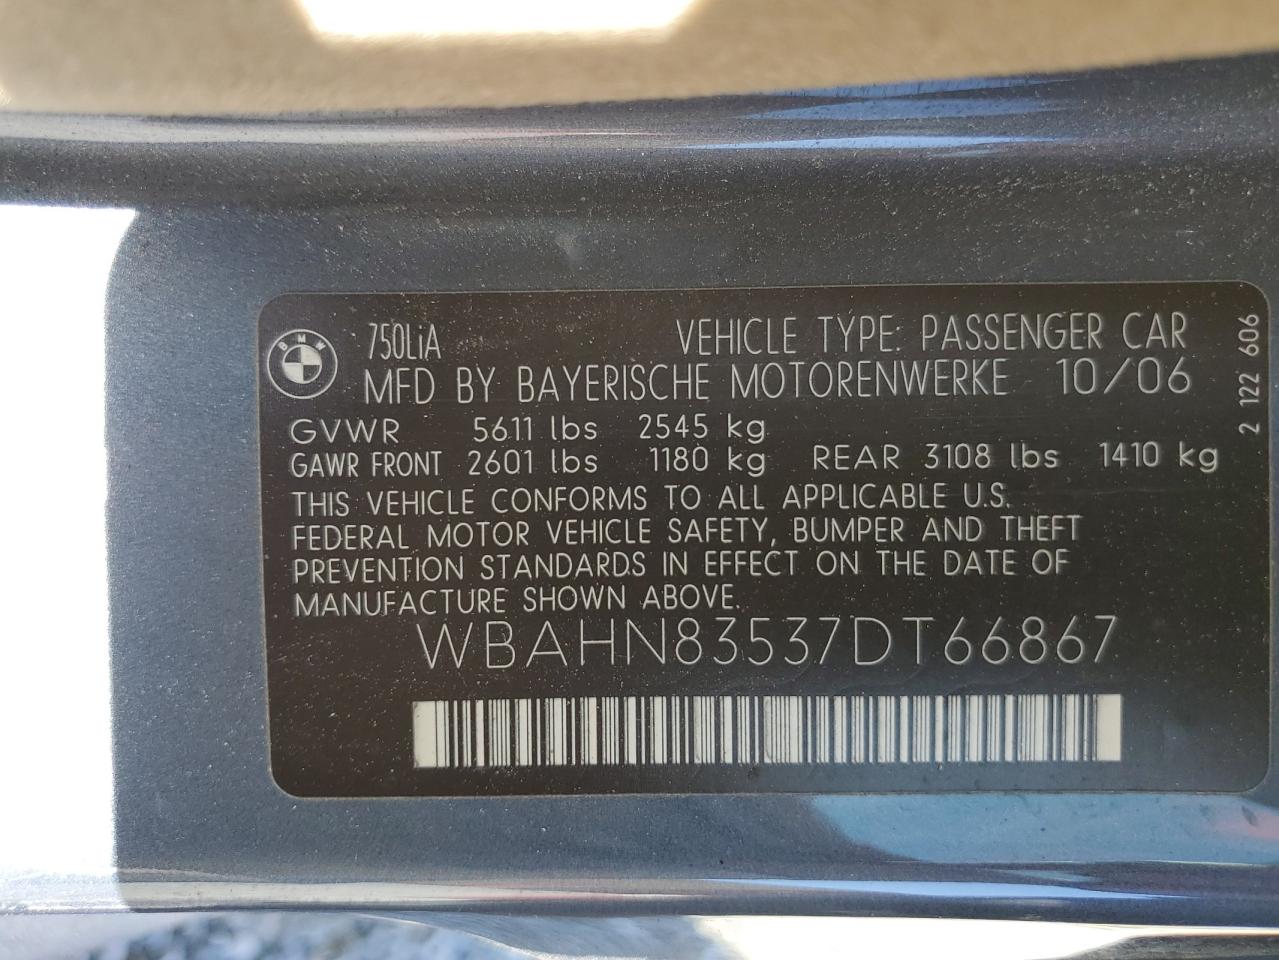 BMW
750LiA VEHICLE TYPE: PASSENGER CAR
MFD BY BAYERISCHE MOTORENWERKE 10/06
GVWR 5611 lbs 2545 kg
GAWR FRONT 2601 lbs 1180 kg REAR 3108 lbs 1410 kg
THIS VEHICLE CONFORMS TO ALL APPLICABLE U.S.
FEDERAL MOTOR VEHICLE SAFETY, BUMPER AND THEFT
PREVENTION STANDARDS IN EFFECT ON THE DATE OF
MANUFACTURE SHOWN ABOVE.
WBAHN83537DT66867
2 122 606